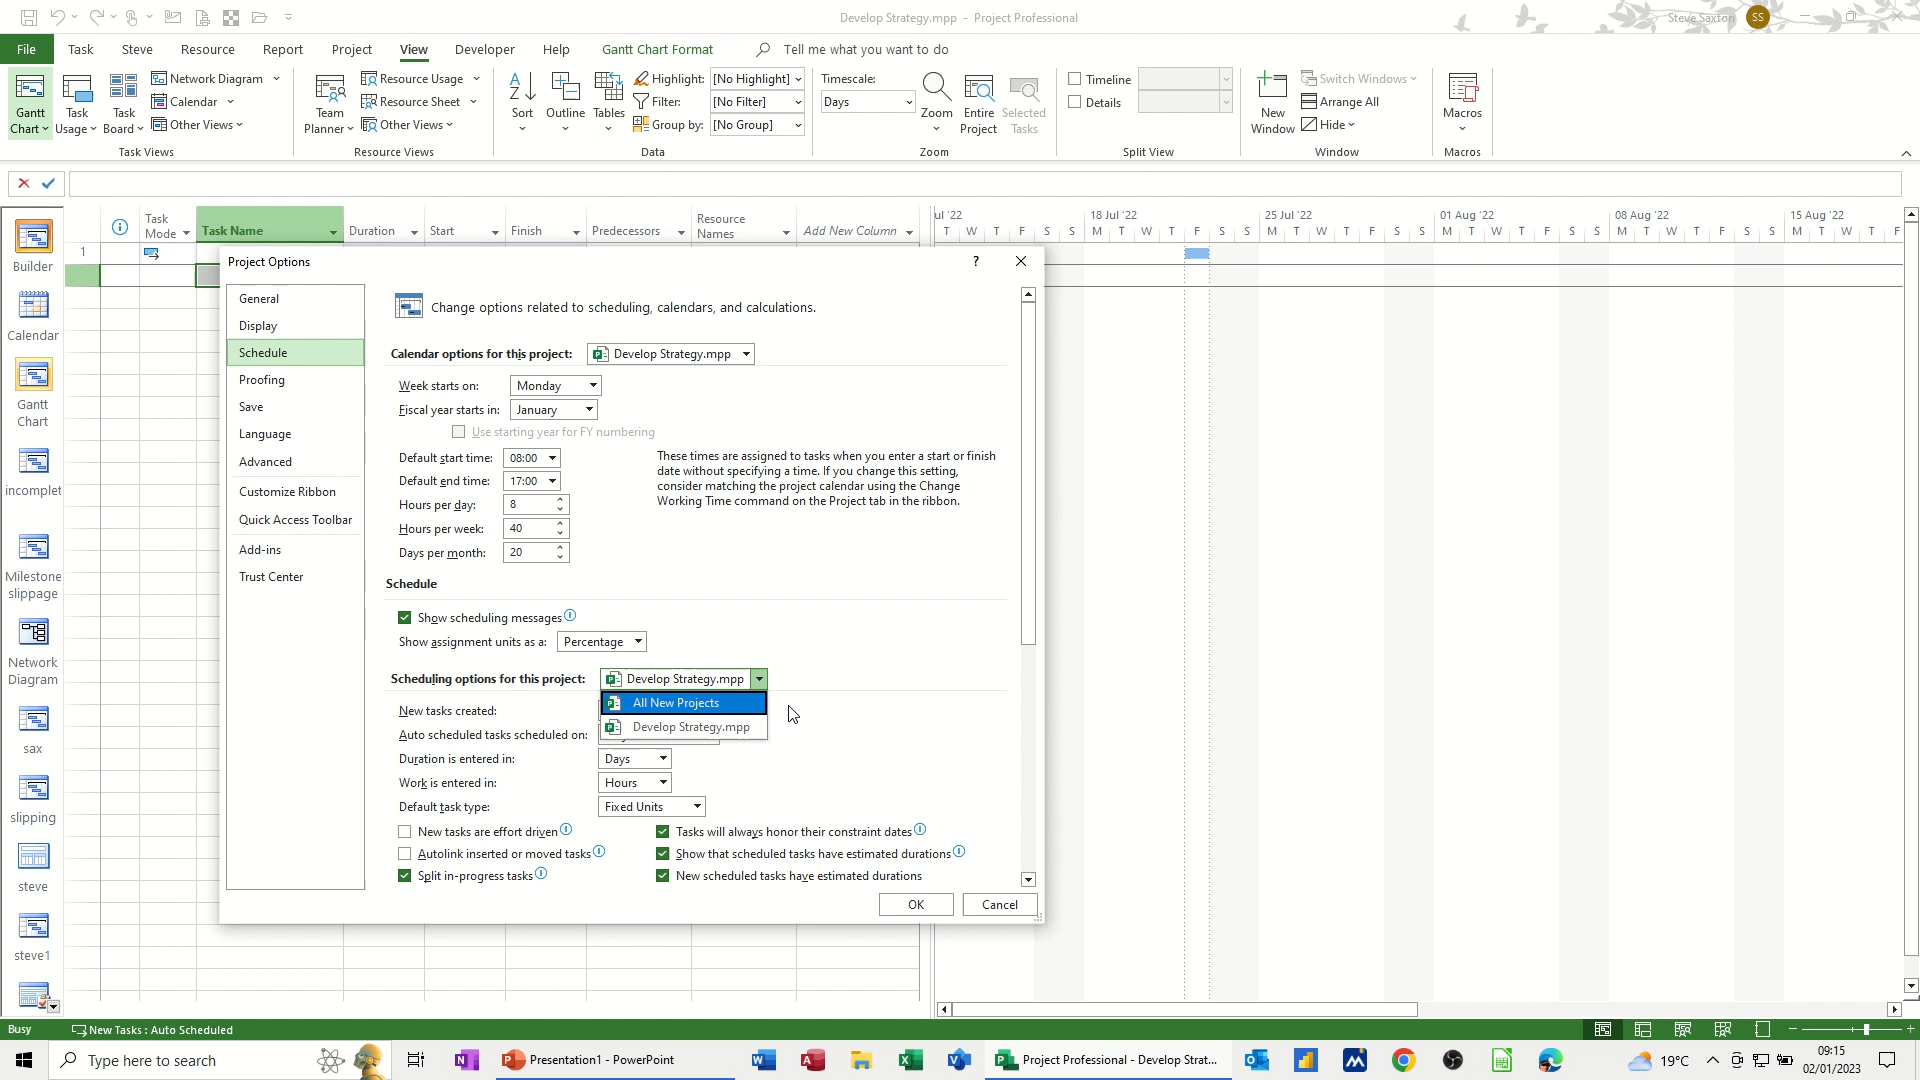 Develop Strategy.mpp - Project Professional
Steve Saxton SS
File Task Steve Resource Report Project View Developer Help Gantt Chart Format Tell me what you want to do
Gantt Chart
Task Usage
Task Board
Network Diagram
Calendar
Other Views
Task Views
Team Planner
Resource Usage
Resource Sheet
Other Views
Resource Views
Sort
Outline
Tables
Highlight: [No Highlight]
Filter: [No Filter]
Group by: [No Group]
Data
Timescale:
Days
Zoom
Entire Project
Selected Tasks
Zoom
Timeline
Details
Split View
New Window
Switch Windows
Arrange All
Hide
Window
Macros
Macros
Task Mode
Task Name
Duration
Start
Finish
Predecessors
Resource Names
Add New Column
ul '22 18 Jul '22 25 Jul '22 01 Aug '22 08 Aug '22 15 Aug '22
T W T F S S M T W T F S S M T W T F S S M T W T F S S M T W T F S S M T W T F
1
Builder
Calendar
Gantt Chart
incomplet
Milestone slippage
Network Diagram
sax
slipping
steve
steve1
Project Options
?
General
Display
Schedule
Proofing
Save
Language
Advanced
Customize Ribbon
Quick Access Toolbar
Add-ins
Trust Center
Change options related to scheduling, calendars, and calculations.
Calendar options for this project: Develop Strategy.mpp
Week starts on: Monday
Fiscal year starts in: January
Use starting year for FY numbering
Default start time: 08:00
Default end time: 17:00
Hours per day: 8
Hours per week: 40
Days per month: 20
These times are assigned to tasks when you enter a start or finish
date without specifying a time. If you change this setting,
consider matching the project calendar using the Change
Working Time command on the Project tab in the ribbon.
Schedule
Show scheduling messages
Show assignment units as a: Percentage
Scheduling options for this project: Develop Strategy.mpp
All New Projects
Develop Strategy.mpp
New tasks created:
Auto scheduled tasks scheduled on:
Duration is entered in: Days
Work is entered in: Hours
Default task type: Fixed Units
New tasks are effort driven
Autolink inserted or moved tasks
Split in-progress tasks
Tasks will always honor their constraint dates
Show that scheduled tasks have estimated durations
New scheduled tasks have estimated durations
OK Cancel
Busy New Tasks : Auto Scheduled
Type here to search
Presentation1 - PowerPoint
Project Professional - Develop Strat...
19°C
09:15
02/01/2023